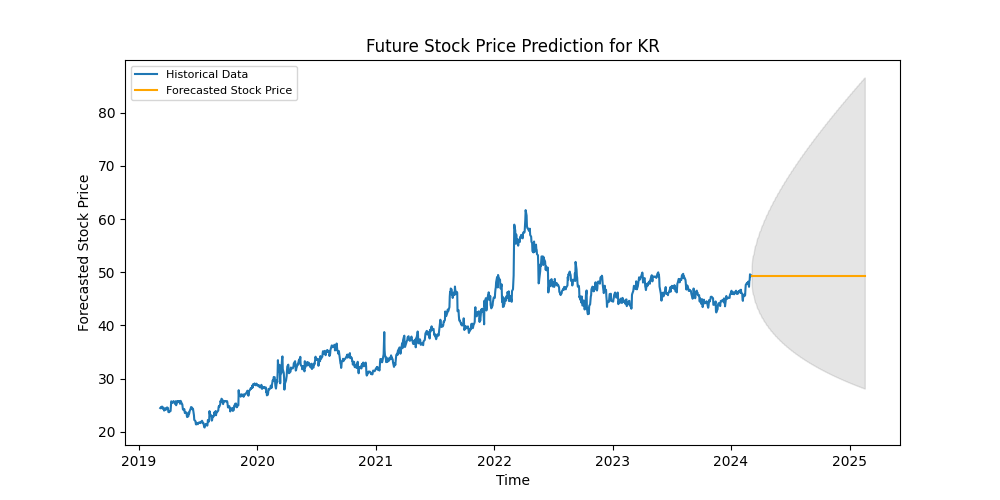 Future Stock Price Prediction for KR
Historical Data
Forecasted Stock Price
Forecasted Stock Price
80
70
60
50
40
30
20
2019 2020 2021 2022 2023 2024 2025
Time